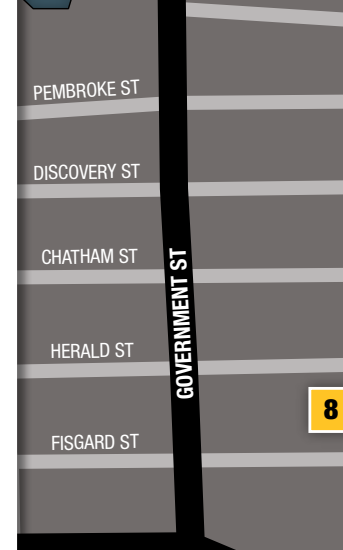 PEMBROKE ST
DISCOVERY ST
CHATHAM ST
GOVERNMENT ST
HERALD ST
8
FISGARD ST